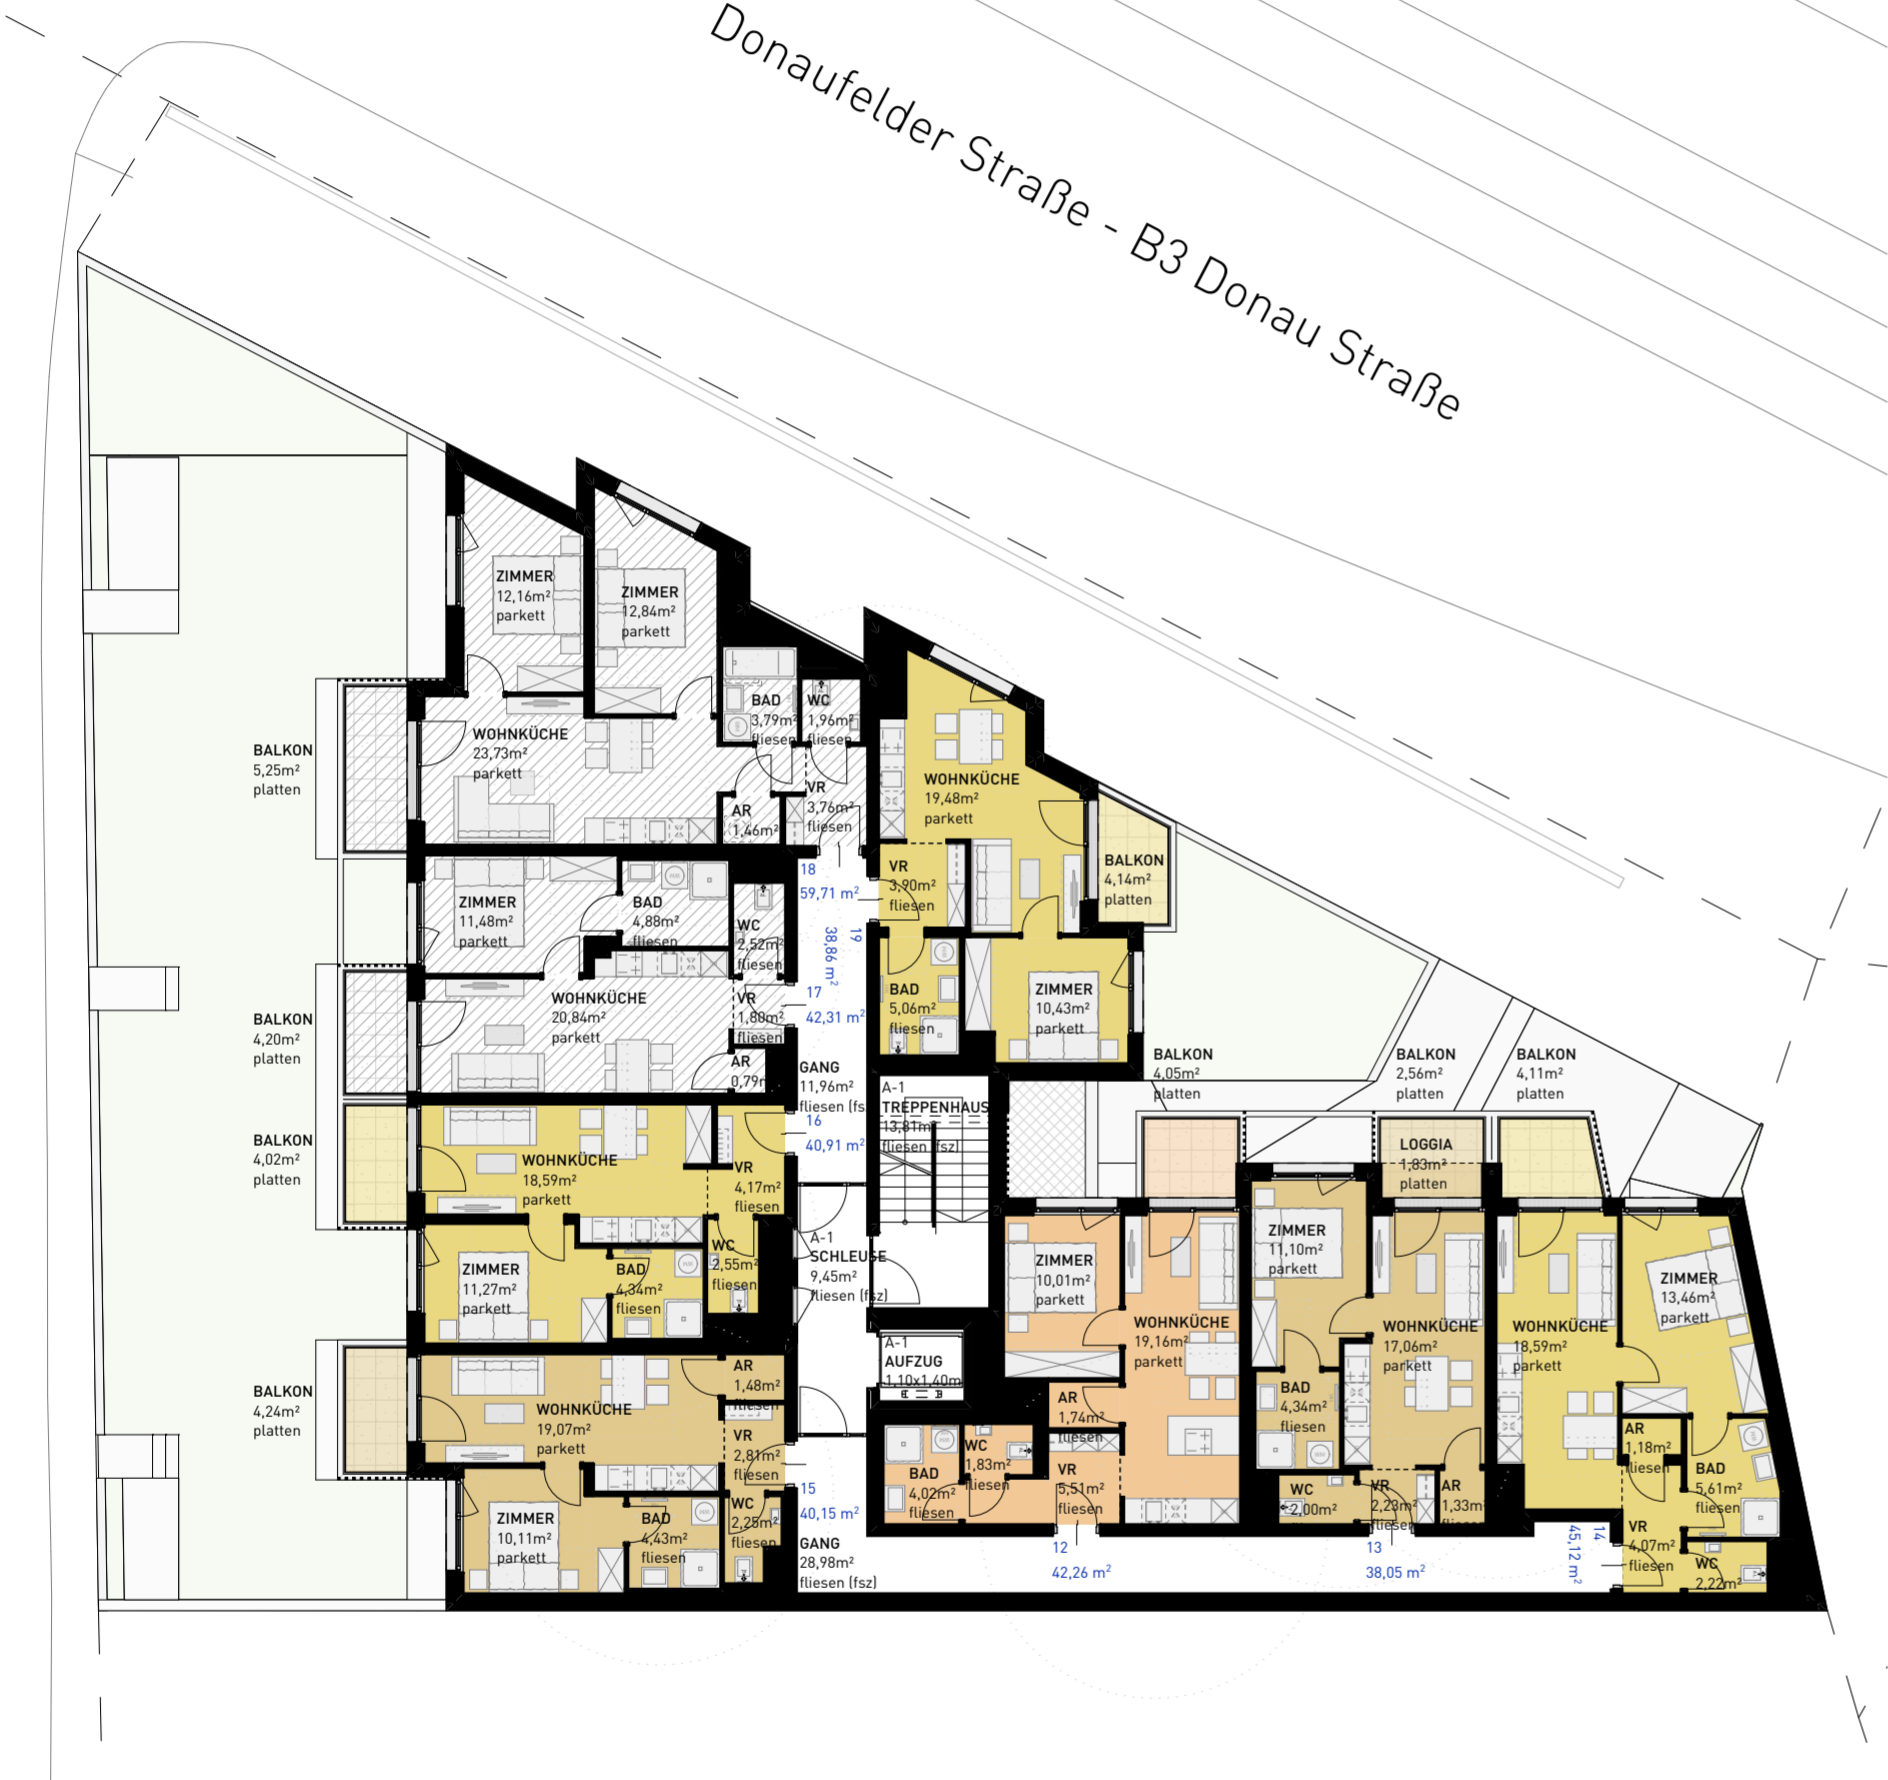 Donaufelder Straße - B3 Donau Straße
ZIMMER
12,16m²
parkett
ZIMMER
12,84m²
parkett
BAD
3,79m²
fliesen
WC
1,96m²
fliesen
WOHNKÜCHE
23,73m²
parkett
BALKON
5,25m²
platten
AR
1,46m²
VR
3,76m²
fliesen
18
59,71 m²
WOHNKÜCHE
19,48m²
parkett
VR
3,90m²
fliesen
BALKON
4,14m²
platten
19
38,86 m²
BAD
5,06m²
fliesen
ZIMMER
10,43m²
parkett
ZIMMER
11,48m²
parkett
BAD
4,88m²
fliesen
WC
2,52m²
fliesen
WOHNKÜCHE
20,84m²
parkett
VR
1,80m²
fliesen
17
42,31 m²
BALKON
4,20m²
platten
AR
0,79m
GANG
11,96m²
fliesen (fs
A-1
TREPPENHAUS
13,81m²
fliesen (fsz)
16
40,91 m²
BALKON
4,02m²
platten
WOHNKÜCHE
18,59m²
parkett
VR
4,17m²
fliesen
WC
2,55m²
fliesen
ZIMMER
11,27m²
parkett
BAD
4,34m²
fliesen
A-1
SCHLEUSE
9,45m²
fliesen (fsz)
A-1
AUFZUG
1,10x1,40m
BALKON
4,24m²
platten
WOHNKÜCHE
19,07m²
parkett
AR
1,48m²
fliesen
VR
2,81m²
fliesen
15
40,15 m²
ZIMMER
10,11m²
parkett
BAD
4,43m²
fliesen
WC
2,25m²
fliesen
GANG
28,98m²
fliesen (fsz)
BALKON
4,05m²
platten
BALKON
2,56m²
platten
BALKON
4,11m²
platten
LOGGIA
1,83m²
platten
ZIMMER
10,01m²
parkett
WOHNKÜCHE
19,16m²
parkett
AR
1,74m²
fliesen
BAD
4,02m²
fliesen
WC
1,83m²
fliesen
VR
5,51m²
fliesen
12
42,26 m²
ZIMMER
11,10m²
parkett
WOHNKÜCHE
17,06m²
parkett
BAD
4,34m²
fliesen
WC
2,00m²
VR
2,23m²
fliesen
AR
1,33m²
fliesen
13
38,05 m²
WOHNKÜCHE
18,59m²
parkett
ZIMMER
13,46m²
parkett
AR
1,18m²
fliesen
BAD
5,61m²
fliesen
VR
4,07m²
fliesen
WC
2,22m²
14
45,12 m²